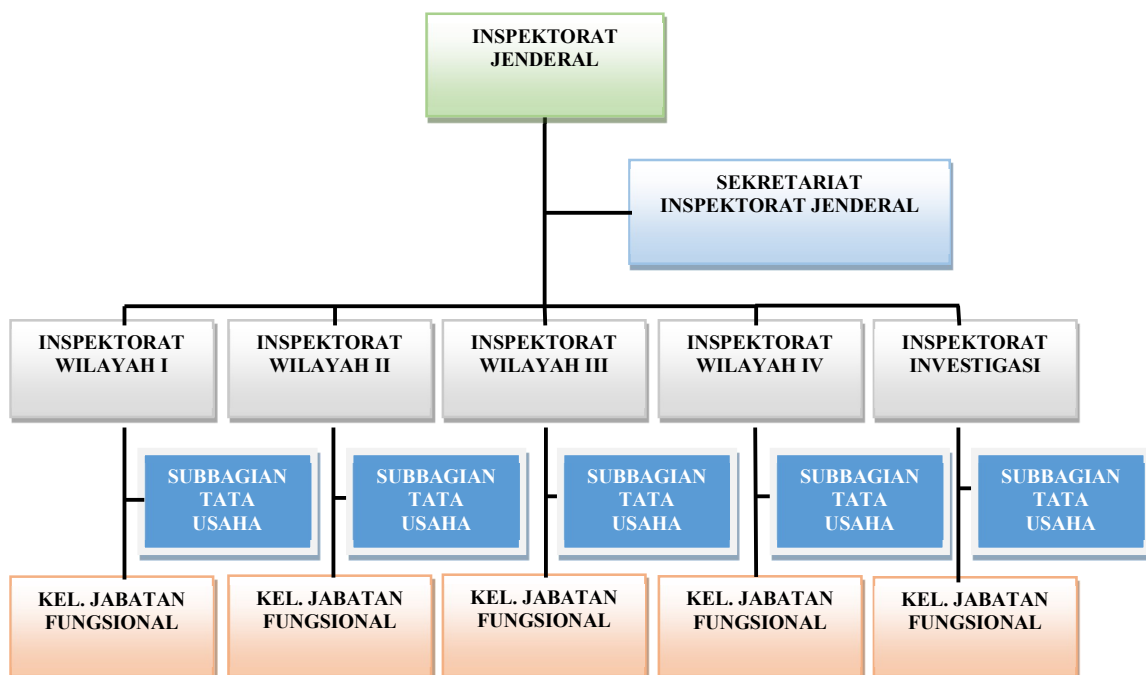 INSPEKTORAT
JENDERAL
SEKRETARIAT
INSPEKTORAT JENDERAL
INSPEKTORAT
WILAYAH I
INSPEKTORAT
WILAYAH II
INSPEKTORAT
WILAYAH III
INSPEKTORAT
WILAYAH IV
INSPEKTORAT
INVESTIGASI
SUBBAGIAN
TATA
USAHA
SUBBAGIAN
TATA
USAHA
SUBBAGIAN
TATA
USAHA
SUBBAGIAN
TATA
USAHA
SUBBAGIAN
TATA
USAHA
KEL. JABATAN
FUNGSIONAL
KEL. JABATAN
FUNGSIONAL
KEL. JABATAN
FUNGSIONAL
KEL. JABATAN
FUNGSIONAL
KEL. JABATAN
FUNGSIONAL